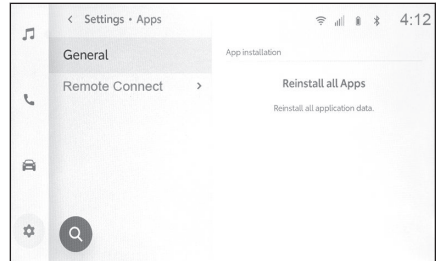 < Settings • Apps
4:12
General
App installation
Remote Connect >
Reinstall all Apps
Reinstall all application data.